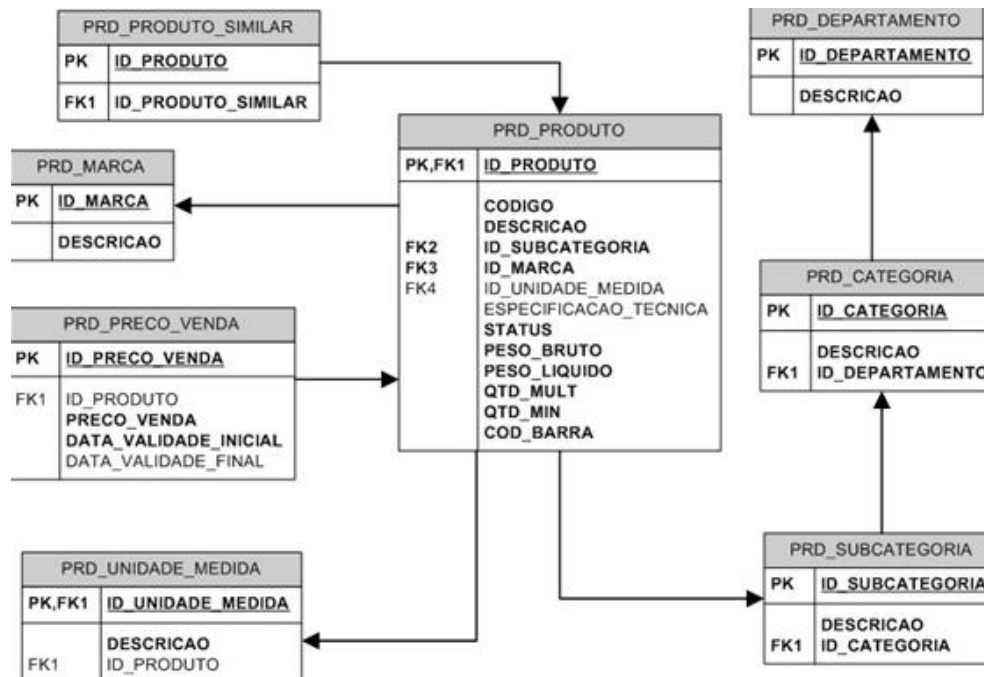 PRD_PRODUTO_SIMILAR
PK ID_PRODUTO
FK1 ID_PRODUTO_SIMILAR
PRD_MARCA
PK ID_MARCA
DESCRICAO
PRD_PRECO_VENDA
PK ID_PRECO_VENDA
FK1 ID_PRODUTO
PRECO_VENDA
DATA_VALIDADE_INICIAL
DATA_VALIDADE_FINAL
PRD_UNIDADE_MEDIDA
PK,FK1 ID_UNIDADE_MEDIDA
DESCRICAO
FK1 ID_PRODUTO
PRD_PRODUTO
PK,FK1 ID_PRODUTO
CODIGO
DESCRICAO
FK2 ID_SUBCATEGORIA
FK3 ID_MARCA
FK4 ID_UNIDADE_MEDIDA
ESPECIFICACAO_TECNICA
STATUS
PESO_BRUTO
PESO_LIQUIDO
QTD_MULT
QTD_MIN
COD_BARRA
PRD_DEPARTAMENTO
PK ID_DEPARTAMENTO
DESCRICAO
PRD_CATEGORIA
PK ID_CATEGORIA
DESCRICAO
FK1 ID_DEPARTAMENTO
PRD_SUBCATEGORIA
PK ID_SUBCATEGORIA
DESCRICAO
FK1 ID_CATEGORIA